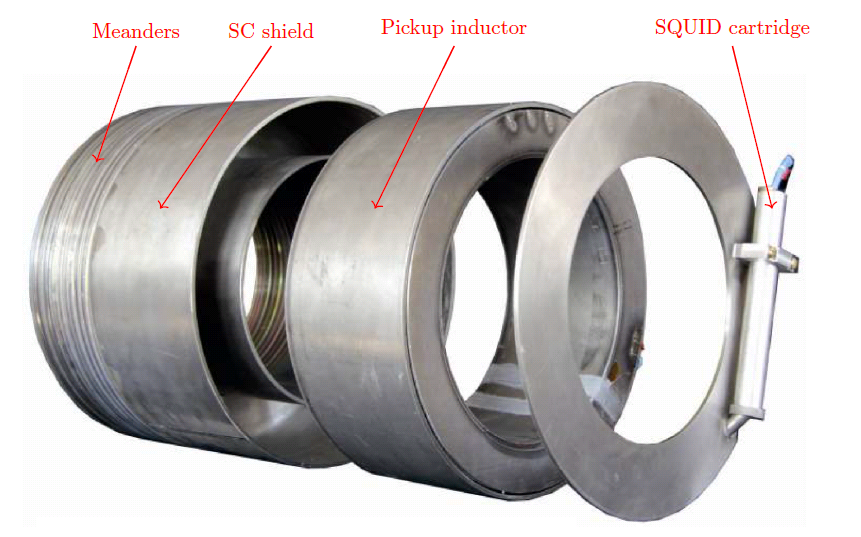 Meanders
SC shield
Pickup inductor
SQUID cartridge